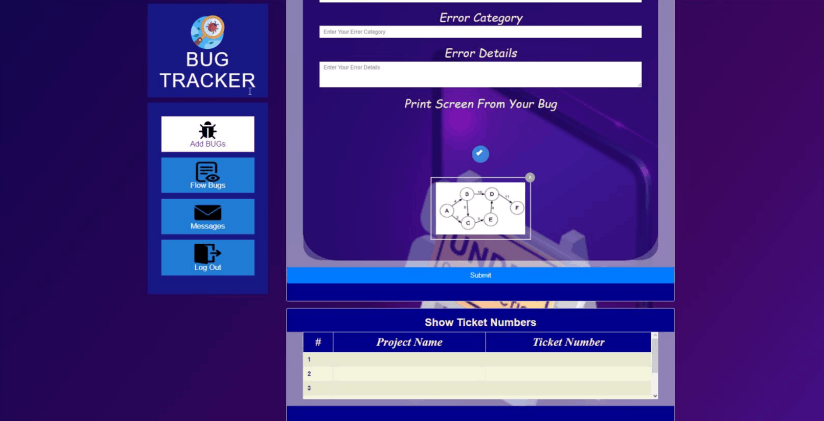 BUG
TRACKER
Add BUGs
Flow Bugs
Messages
Log Out
Error Category
Enter Your Error Category
Error Details
Enter Your Error Details
Print Screen From Your Bug
A
B
C
D
E
F
UND
Submit
Show Ticket Numbers
# Project Name Ticket Number
1
2
3